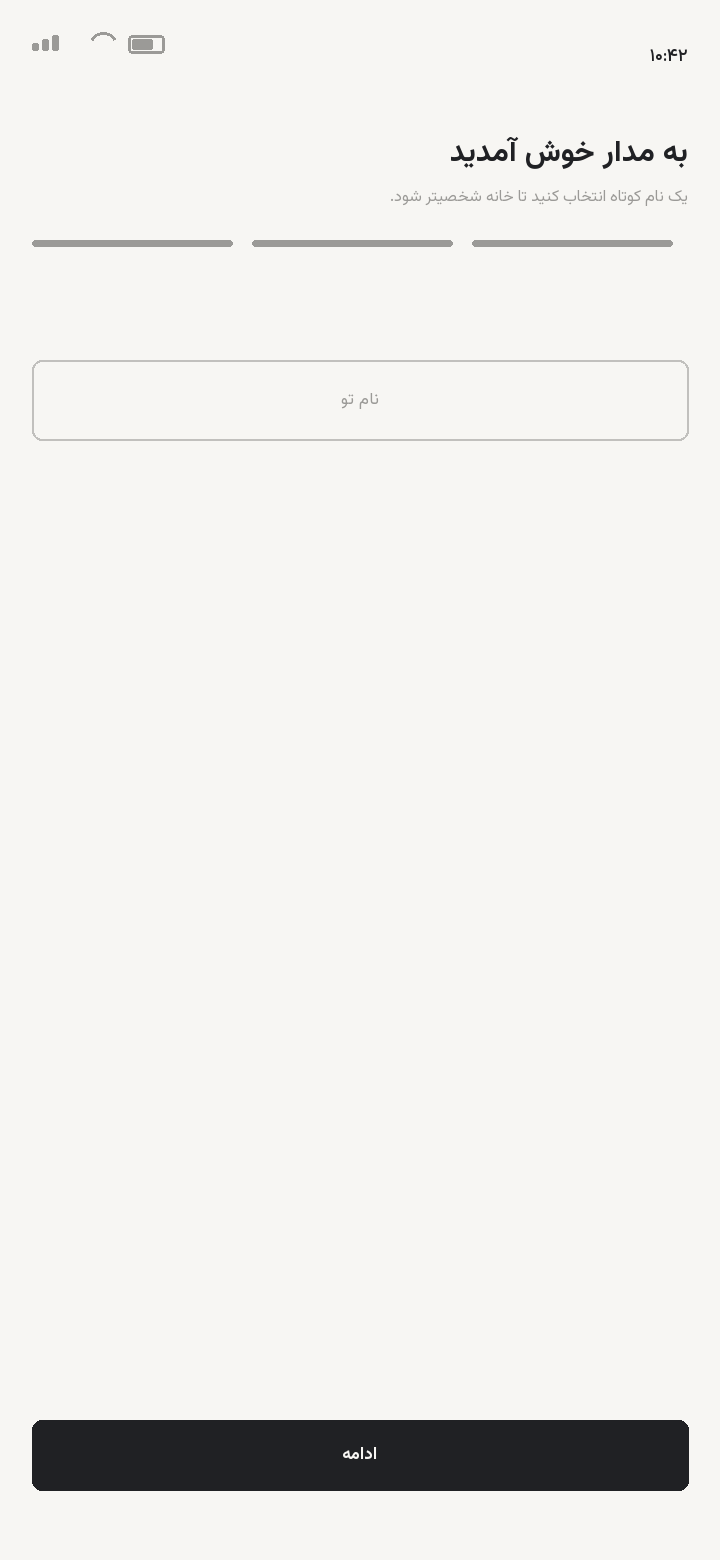 ۱۰:۴۲
به مدار خوش آمدید
یک نام کوتاه انتخاب کنید تا خانه شخصیتر شود.
نام تو
ادامه